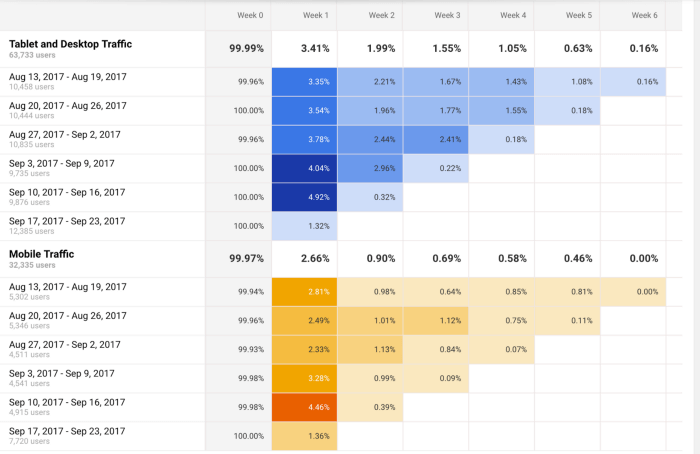 Week 0 Week 1 Week 2 Week 3 Week 4 Week 5 Week 6
Tablet and Desktop Traffic 99.99% 3.41% 1.99% 1.55% 1.05% 0.63% 0.16%
63,733 users
Aug 13, 2017 - Aug 19, 2017 99.96% 3.35% 2.21% 1.67% 1.43% 1.08% 0.16%
10,458 users
Aug 20, 2017 - Aug 26, 2017 100.00% 3.54% 1.96% 1.77% 1.55% 0.18%
10,444 users
Aug 27, 2017 - Sep 2, 2017 99.96% 3.78% 2.44% 2.41% 0.18%
10,835 users
Sep 3, 2017 - Sep 9, 2017 100.00% 4.04% 2.96% 0.22%
9,735 users
Sep 10, 2017 - Sep 16, 2017 100.00% 4.92% 0.32%
9,876 users
Sep 17, 2017 - Sep 23, 2017 100.00% 1.32%
12,385 users
Mobile Traffic 99.97% 2.66% 0.90% 0.69% 0.58% 0.46% 0.00%
32,335 users
Aug 13, 2017 - Aug 19, 2017 99.94% 2.81% 0.98% 0.64% 0.85% 0.81% 0.00%
5,302 users
Aug 20, 2017 - Aug 26, 2017 99.96% 2.49% 1.01% 1.12% 0.75% 0.11%
5,346 users
Aug 27, 2017 - Sep 2, 2017 99.93% 2.33% 1.13% 0.84% 0.07%
4,511 users
Sep 3, 2017 - Sep 9, 2017 99.98% 3.28% 0.99% 0.09%
4,541 users
Sep 10, 2017 - Sep 16, 2017 99.98% 4.46% 0.39%
4,915 users
Sep 17, 2017 - Sep 23, 2017 100.00% 1.36%
7,720 users